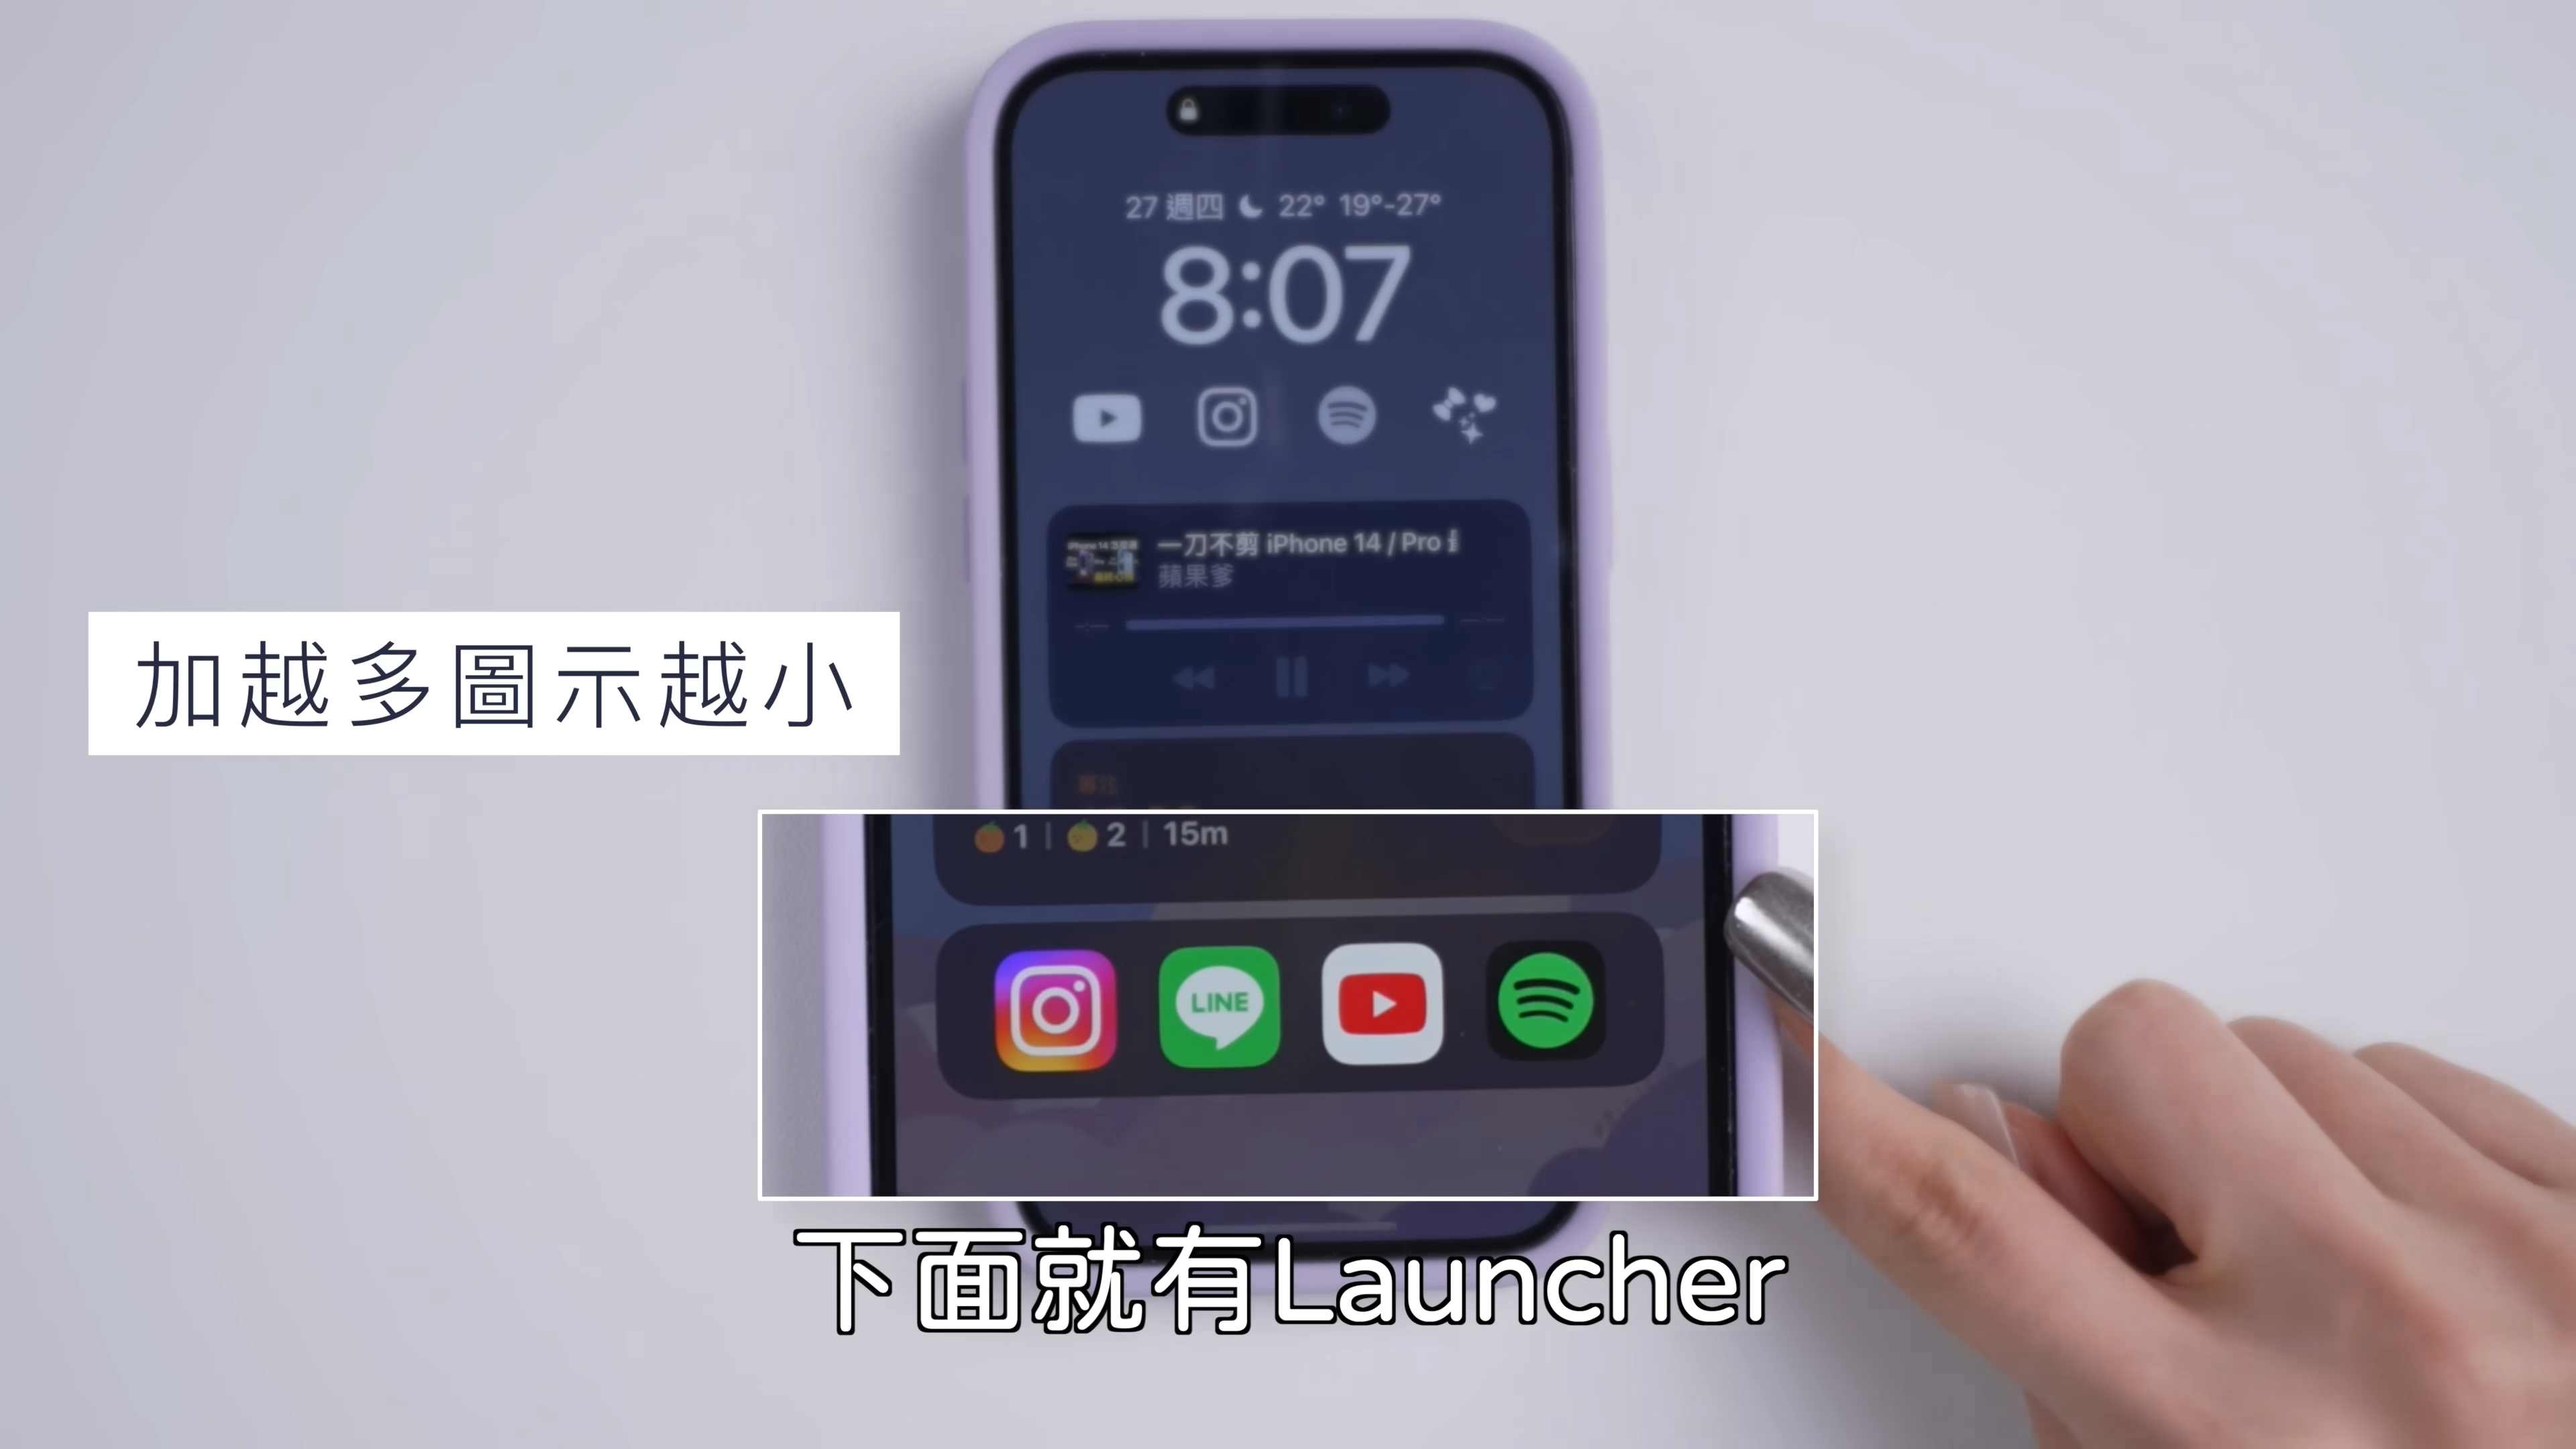 27 週四 22° 19°-27°
8:07
一刀不剪 iPhone 14 / Pro
蘋果爹
加越多圖示越小
專注
1 | 2 | 15m
LINE
下面就有Launcher